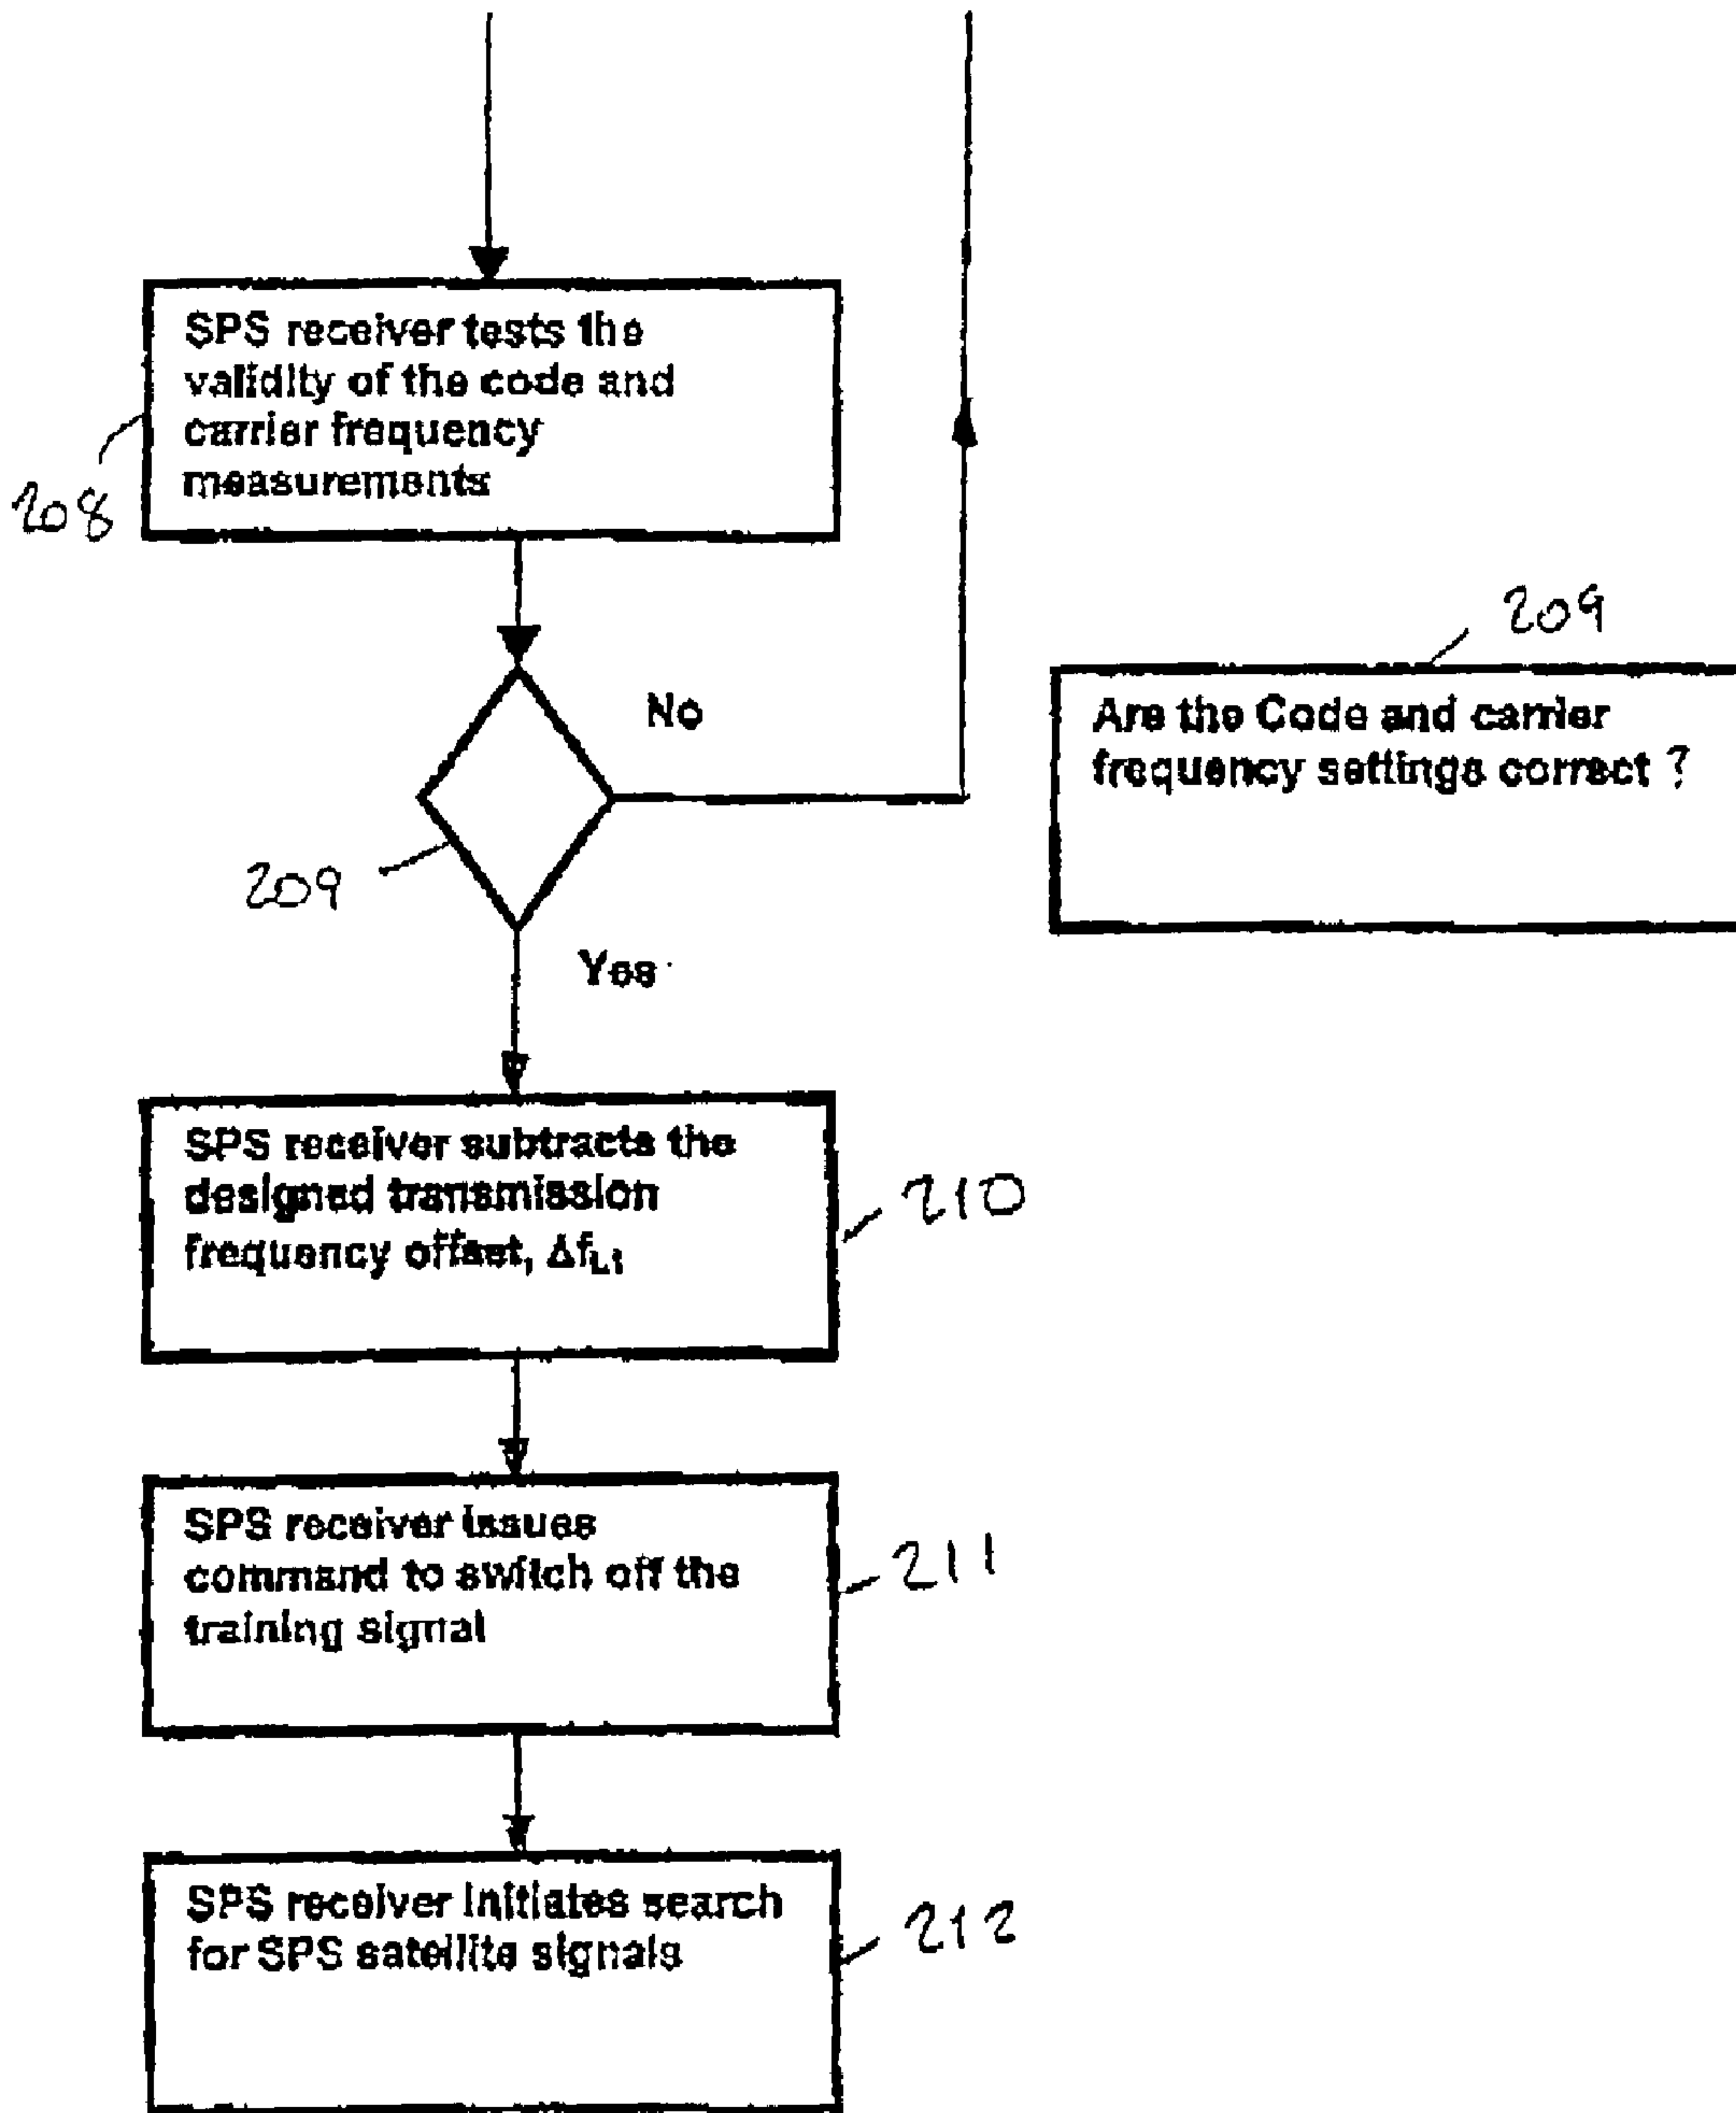 SPS receiver tests the
validity of the code and
carrier frequency
measurements
208
209
No
Are the Code and carrier
frequency settings correct ?
209
Yes
SPS receiver subtracts the
designed transmission
frequency offset, Δf_L1
210
SPS receiver issues
command to switch off the
training signal
211
SPS receiver initiates search
for SPS satellite signals
212